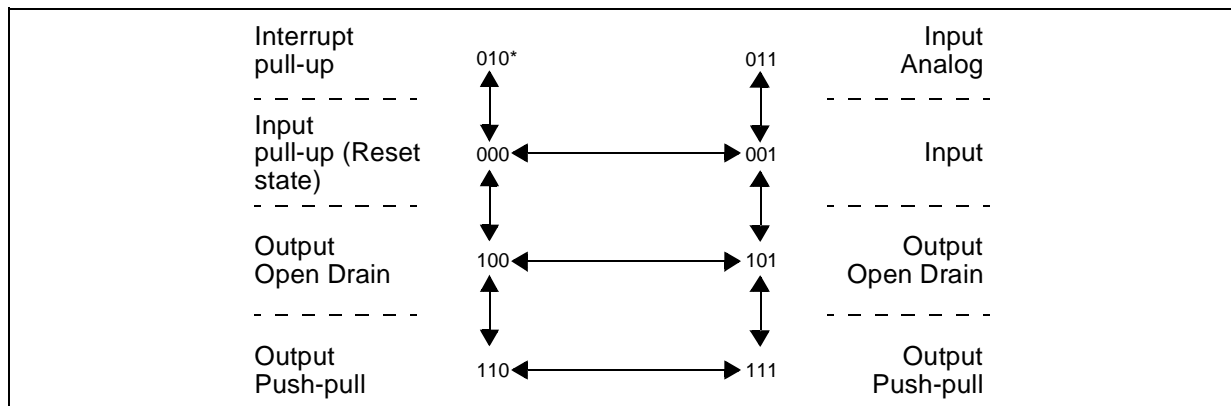 Interrupt
pull-up
010*
011
Input
Analog
Input
pull-up (Reset
state)
000
001
Input
Output
Open Drain
100
101
Output
Open Drain
Output
Push-pull
110
111
Output
Push-pull